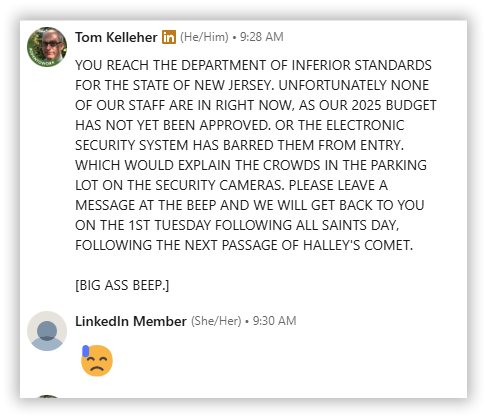 Tom Kelleher in (He/Him) • 9:28 AM
YOU REACH THE DEPARTMENT OF INFERIOR STANDARDS
FOR THE STATE OF NEW JERSEY. UNFORTUNATELY NONE
OF OUR STAFF ARE IN RIGHT NOW, AS OUR 2025 BUDGET
HAS NOT YET BEEN APPROVED. OR THE ELECTRONIC
SECURITY SYSTEM HAS BARRED THEM FROM ENTRY.
WHICH WOULD EXPLAIN THE CROWDS IN THE PARKING
LOT ON THE SECURITY CAMERAS. PLEASE LEAVE A
MESSAGE AT THE BEEP AND WE WILL GET BACK TO YOU
ON THE 1ST TUESDAY FOLLOWING ALL SAINTS DAY,
FOLLOWING THE NEXT PASSAGE OF HALLEY'S COMET.
[BIG ASS BEEP.]
LinkedIn Member (She/Her) • 9:30 AM